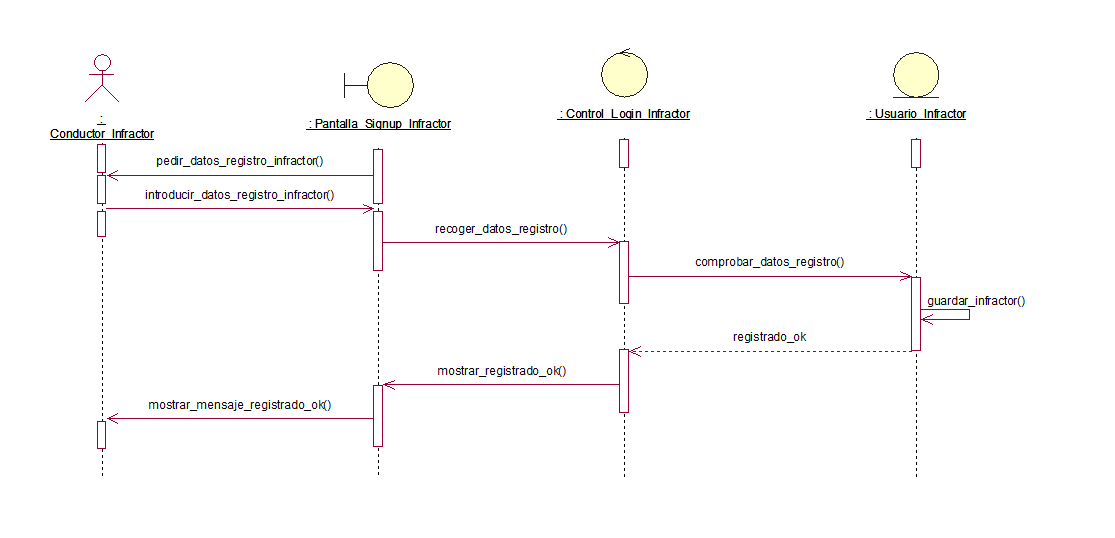 :
Conductor_Infractor
: Pantalla_Signup_Infractor
: Control_Login_Infractor
: Usuario_Infractor
pedir_datos_registro_infractor()
introducir_datos_registro_infractor()
recoger_datos_registro()
comprobar_datos_registro()
guardar_infractor()
registrado_ok
mostrar_registrado_ok()
mostrar_mensaje_registrado_ok()